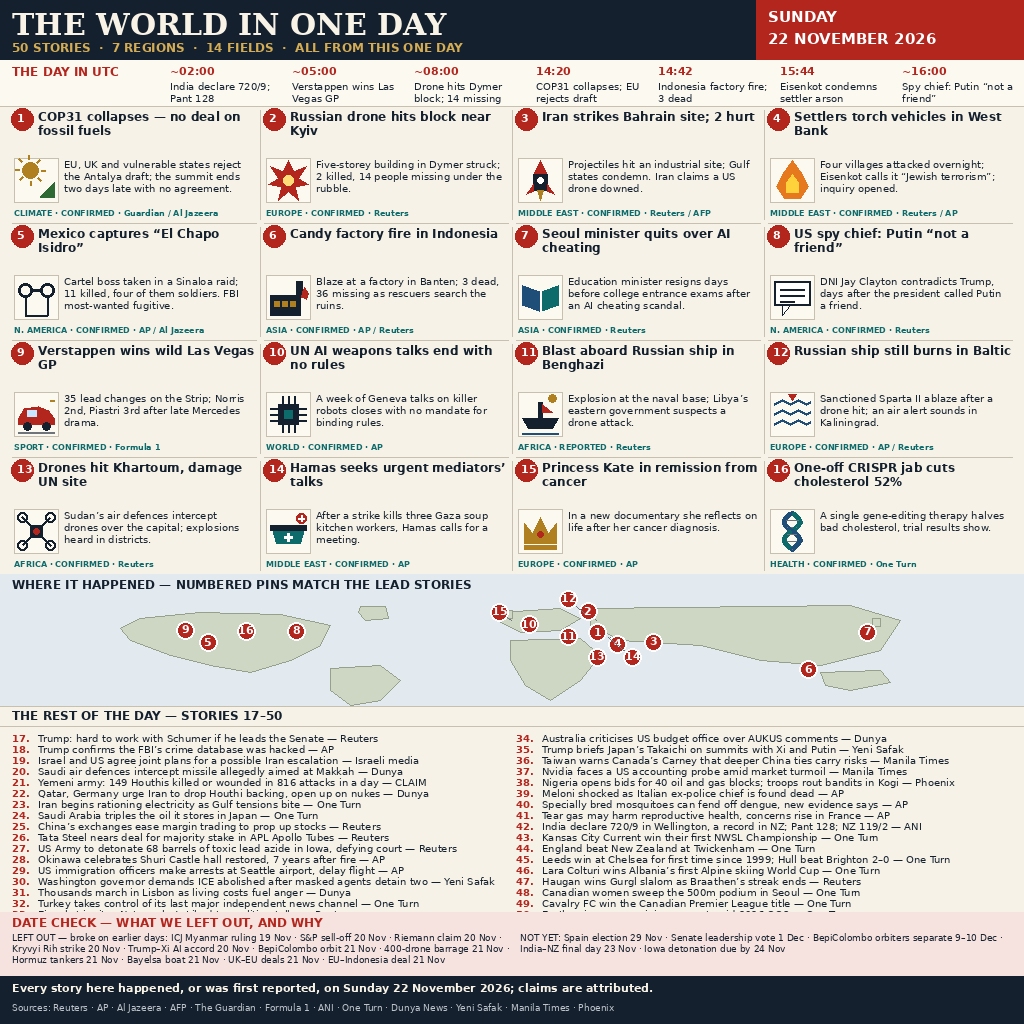 THE WORLD IN ONE DAY
50 STORIES · 7 REGIONS · 14 FIELDS · ALL FROM THIS ONE DAY
SUNDAY
22 NOVEMBER 2026
THE DAY IN UTC
~02:00
India declare 720/9;
Pant 128
~05:00
Verstappen wins Las
Vegas GP
~08:00
Drone hits Dymer
block; 14 missing
14:20
COP31 collapses; EU
rejects draft
14:42
Indonesia factory fire;
3 dead
15:44
Eisenkot condemns
settler arson
~16:00
Spy chief: Putin “not a
friend”
1
COP31 collapses — no deal on
fossil fuels
EU, UK and vulnerable states reject
the Antalya draft; the summit ends
two days late with no agreement.
CLIMATE · CONFIRMED · Guardian / Al Jazeera
2
Russian drone hits block near
Kyiv
Five-storey building in Dymer struck;
2 killed, 14 people missing under the
rubble.
EUROPE · CONFIRMED · Reuters
3
Iran strikes Bahrain site; 2 hurt
Projectiles hit an industrial site; Gulf
states condemn. Iran claims a US
drone downed.
MIDDLE EAST · CONFIRMED · Reuters / AFP
4
Settlers torch vehicles in West
Bank
Four villages attacked overnight;
Eisenkot calls it “Jewish terrorism”;
inquiry opened.
MIDDLE EAST · CONFIRMED · Reuters / AP
5
Mexico captures “El Chapo
Isidro”
Cartel boss taken in a Sinaloa raid;
11 killed, four of them soldiers. FBI
most-wanted fugitive.
N. AMERICA · CONFIRMED · AP / Al Jazeera
6
Candy factory fire in Indonesia
Blaze at a factory in Banten; 3 dead,
36 missing as rescuers search the
ruins.
ASIA · CONFIRMED · AP / Reuters
7
Seoul minister quits over AI
cheating
Education minister resigns days
before college entrance exams after
an AI cheating scandal.
ASIA · CONFIRMED · Reuters
8
US spy chief: Putin “not a
friend”
DNI Jay Clayton contradicts Trump,
days after the president called Putin
a friend.
N. AMERICA · CONFIRMED · Reuters
9
Verstappen wins wild Las Vegas
GP
35 lead changes on the Strip; Norris
2nd, Piastri 3rd after late Mercedes
drama.
SPORT · CONFIRMED · Formula 1
10
UN AI weapons talks end with
no rules
A week of Geneva talks on killer
robots closes with no mandate for
binding rules.
WORLD · CONFIRMED · AP
11
Blast aboard Russian ship in
Benghazi
Explosion at the naval base; Libya’s
eastern government suspects a
drone attack.
AFRICA · REPORTED · Reuters
12
Russian ship still burns in Baltic
Sanctioned Sparta II ablaze after a
drone hit; an air alert sounds in
Kaliningrad.
EUROPE · CONFIRMED · AP / Reuters
13
Drones hit Khartoum, damage
UN site
Sudan’s air defences intercept
drones over the capital; explosions
heard in districts.
AFRICA · CONFIRMED · Reuters
14
Hamas seeks urgent mediators’
talks
After a strike kills three Gaza soup
kitchen workers, Hamas calls for a
meeting.
MIDDLE EAST · CONFIRMED · AP
15
Princess Kate in remission from
cancer
In a new documentary she reflects on
life after her cancer diagnosis.
EUROPE · CONFIRMED · AP
16
One-off CRISPR jab cuts
cholesterol 52%
A single gene-editing therapy halves
bad cholesterol, trial results show.
HEALTH · CONFIRMED · One Turn
WHERE IT HAPPENED — NUMBERED PINS MATCH THE LEAD STORIES
12
15
2
10
9
16
8
11
1
7
5
4
3
13
14
6
THE REST OF THE DAY — STORIES 17–50
17. Trump: hard to work with Schumer if he leads the Senate — Reuters
18. Trump confirms the FBI’s crime database was hacked — AP
19. Israel and US agree joint plans for a possible Iran escalation — Israeli media
20. Saudi air defences intercept missile allegedly aimed at Makkah — Dunya
21. Yemeni army: 149 Houthis killed or wounded in 816 attacks in a day — CLAIM
22. Qatar, Germany urge Iran to drop Houthi backing, open up on nukes — Dunya
23. Iran begins rationing electricity as Gulf tensions bite — One Turn
24. Saudi Arabia triples the oil it stores in Japan — One Turn
25. China’s exchanges ease margin trading to prop up stocks — Reuters
26. Tata Steel nears deal for majority stake in APL Apollo Tubes — Reuters
27. US Army to detonate 68 barrels of toxic lead azide in Iowa, defying court — Reuters
28. Okinawa celebrates Shuri Castle hall restored, 7 years after fire — AP
29. US immigration officers make arrests at Seattle airport, delay flight — AP
30. Washington governor demands ICE abolished after masked agents detain two — Yeni Safak
31. Thousands march in Lisbon as living costs fuel anger — Dunya
32. Turkey takes control of its last major independent news channel — One Turn
34. Australia criticises US budget office over AUKUS comments — Dunya
35. Trump briefs Japan’s Takaichi on summits with Xi and Putin — Yeni Safak
36. Taiwan warns Canada’s Carney that deeper China ties carry risks — Manila Times
37. Nvidia faces a US accounting probe amid market turmoil — Manila Times
38. Nigeria opens bids for 40 oil and gas blocks; troops rout bandits in Kogi — Phoenix
39. Meloni shocked as Italian ex-police chief is found dead — AP
40. Specially bred mosquitoes can fend off dengue, new evidence says — AP
41. Tear gas may harm reproductive health, concerns rise in France — AP
42. India declare 720/9 in Wellington, a record in NZ; Pant 128; NZ 119/2 — ANI
43. Kansas City Current win their first NWSL Championship — One Turn
44. England beat New Zealand at Twickenham — One Turn
45. Leeds win at Chelsea for first time since 1999; Hull beat Brighton 2–0 — One Turn
46. Lara Colturi wins Albania’s first Alpine skiing World Cup — One Turn
47. Haugan wins Gurgl slalom as Braathen’s streak ends — Reuters
48. Canadian women sweep the 500m podium in Seoul — One Turn
49. Cavalry FC win the Canadian Premier League title — One Turn
DATE CHECK — WHAT WE LEFT OUT, AND WHY
LEFT OUT — broke on earlier days: ICJ Myanmar ruling 19 Nov · S&P sell-off 20 Nov · Riemann claim 20 Nov ·
Kryvyi Rih strike 20 Nov · Trump–Xi AI accord 20 Nov · BepiColombo orbit 21 Nov · 400-drone barrage 21 Nov ·
Hormuz tankers 21 Nov · Bayelsa boat 21 Nov · UK–EU deals 21 Nov · EU–Indonesia deal 21 Nov
NOT YET: Spain election 29 Nov · Senate leadership vote 1 Dec · BepiColombo orbiters separate 9–10 Dec ·
India–NZ final day 23 Nov · Iowa detonation due by 24 Nov
Every story here happened, or was first reported, on Sunday 22 November 2026; claims are attributed.
Sources: Reuters · AP · Al Jazeera · AFP · The Guardian · Formula 1 · ANI · One Turn · Dunya News · Yeni Safak · Manila Times · Phoenix